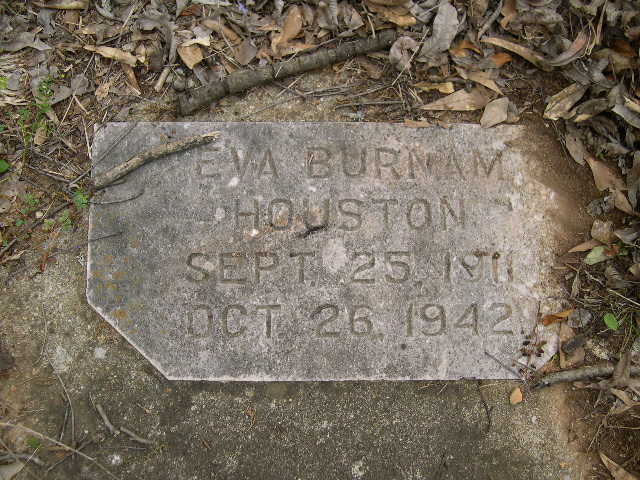 EVA BURNAM
HOUSTON
SEPT. 25, 1911
OCT 26, 1942